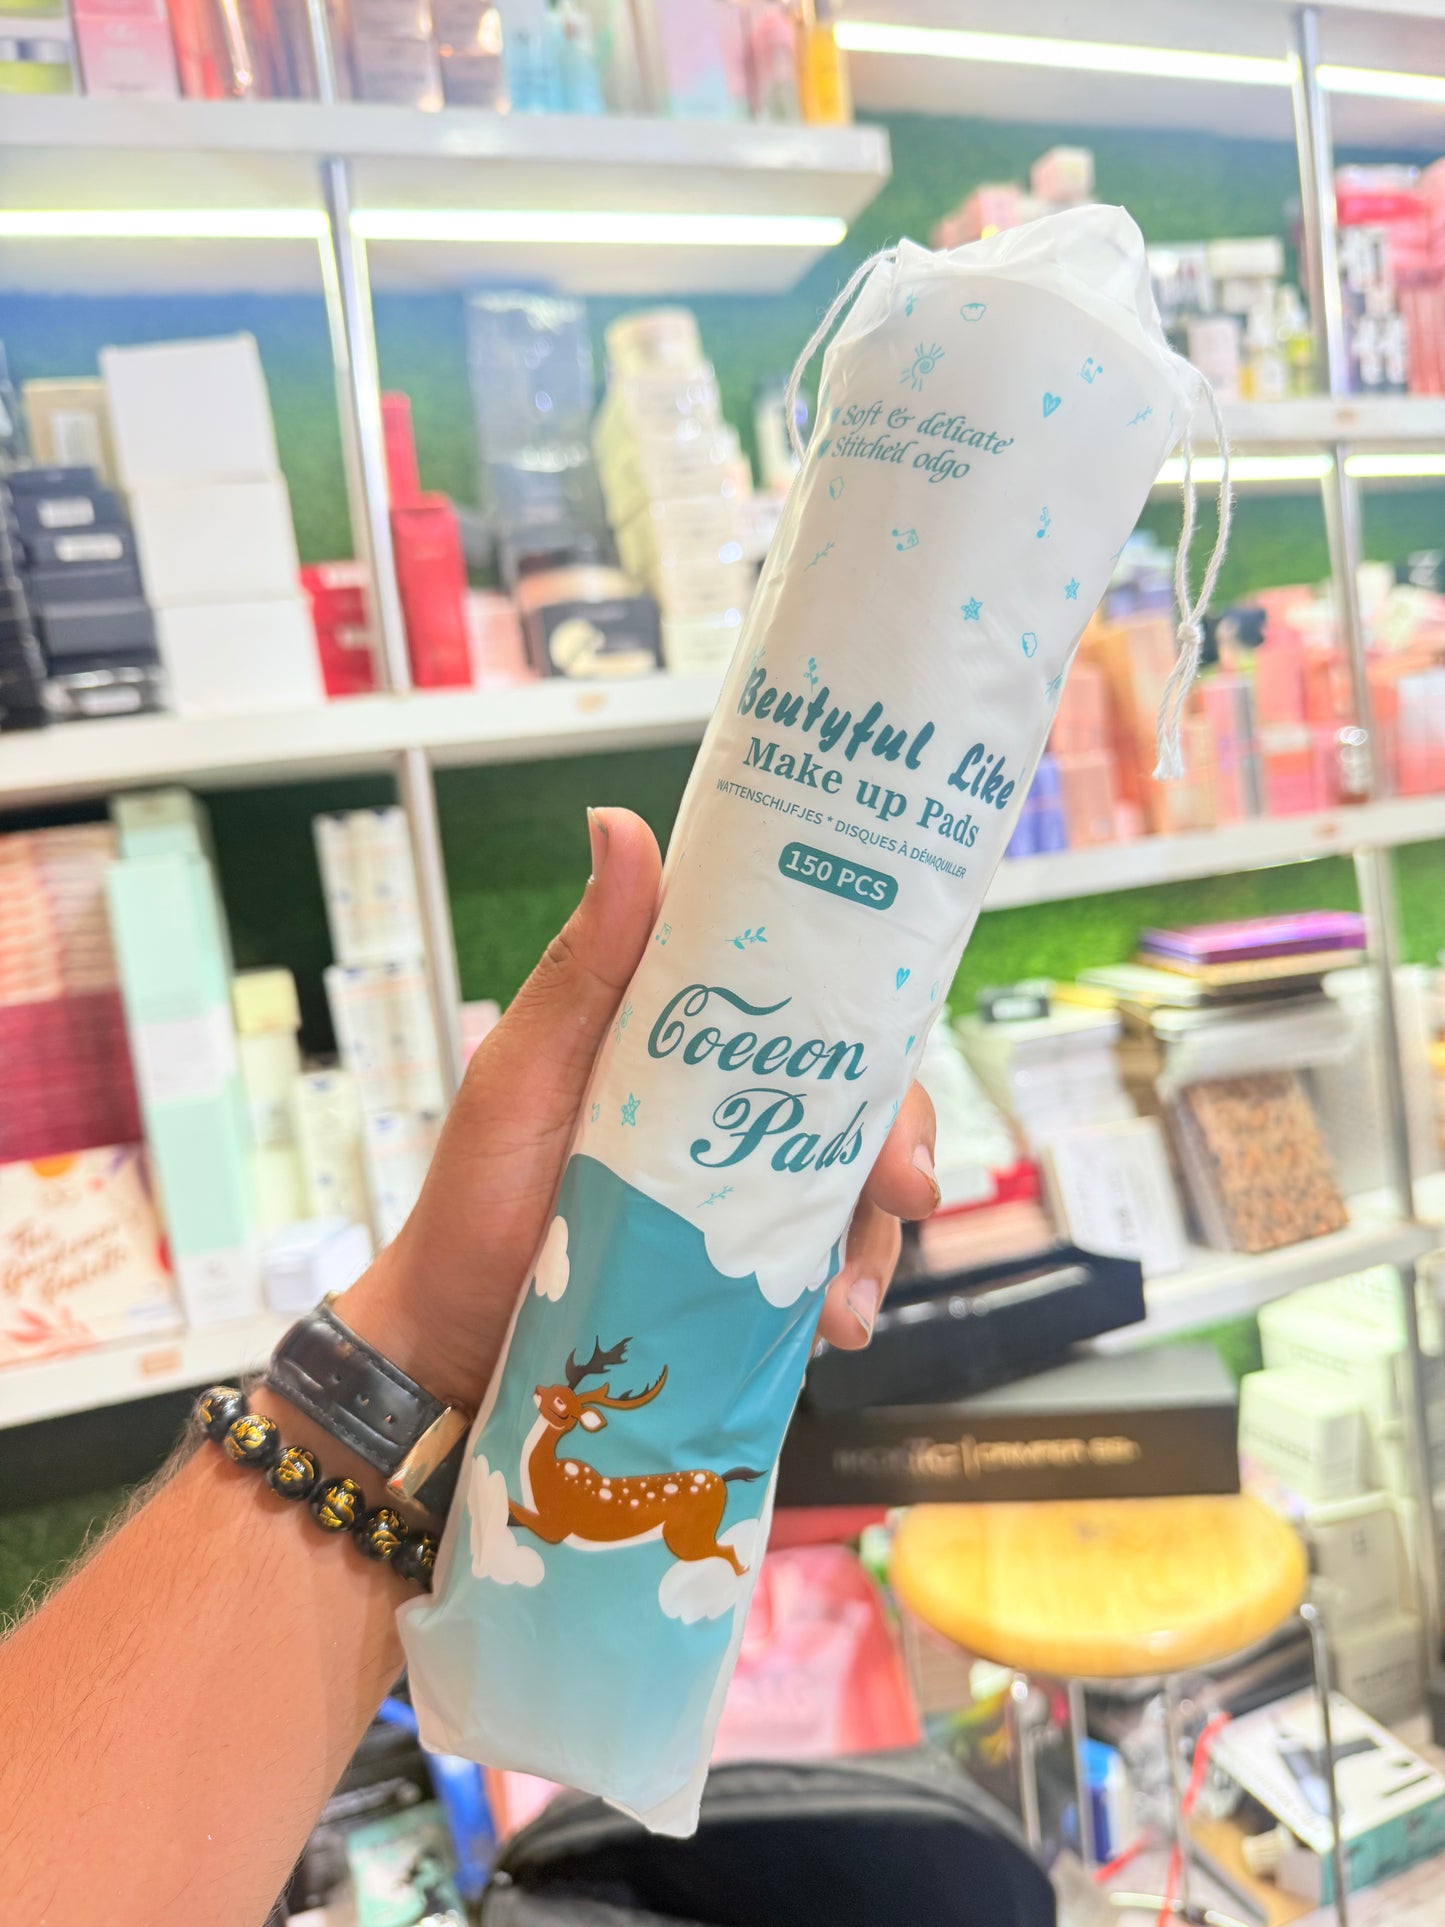 Soft & delicate
Stitched odgo
Beutyful Like
Make up Pads
WATTENSCHIJFJES * DISQUES À DÉMAQUILLER
150 PCS
Coeeon
Pads